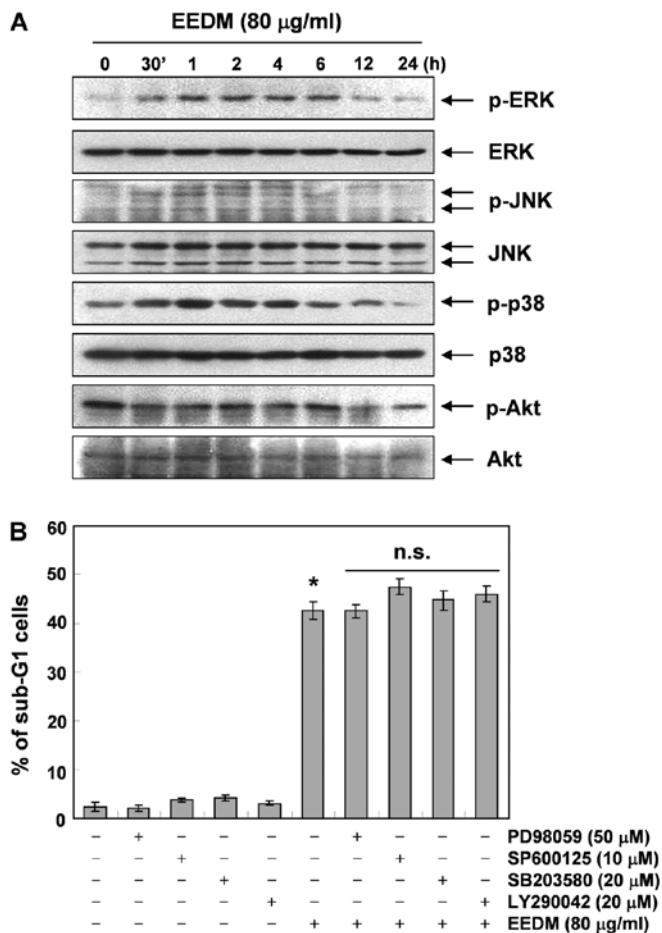 A
EEDM (80 µg/ml)
0 30' 1 2 4 6 12 24 (h)
p-ERK
ERK
p-JNK
JNK
p-p38
p38
p-Akt
Akt
B
% of sub-G1 cells
60
50
40
30
20
10
0
*
n.s.
– + – – – – + – – – PD98059 (50 µM)
– – + – – – – + – – SP600125 (10 µM)
– – – + – – – – + – SB203580 (20 µM)
– – – – + – – – – + LY290042 (20 µM)
– – – – – + + + + + EEDM (80 µg/ml)